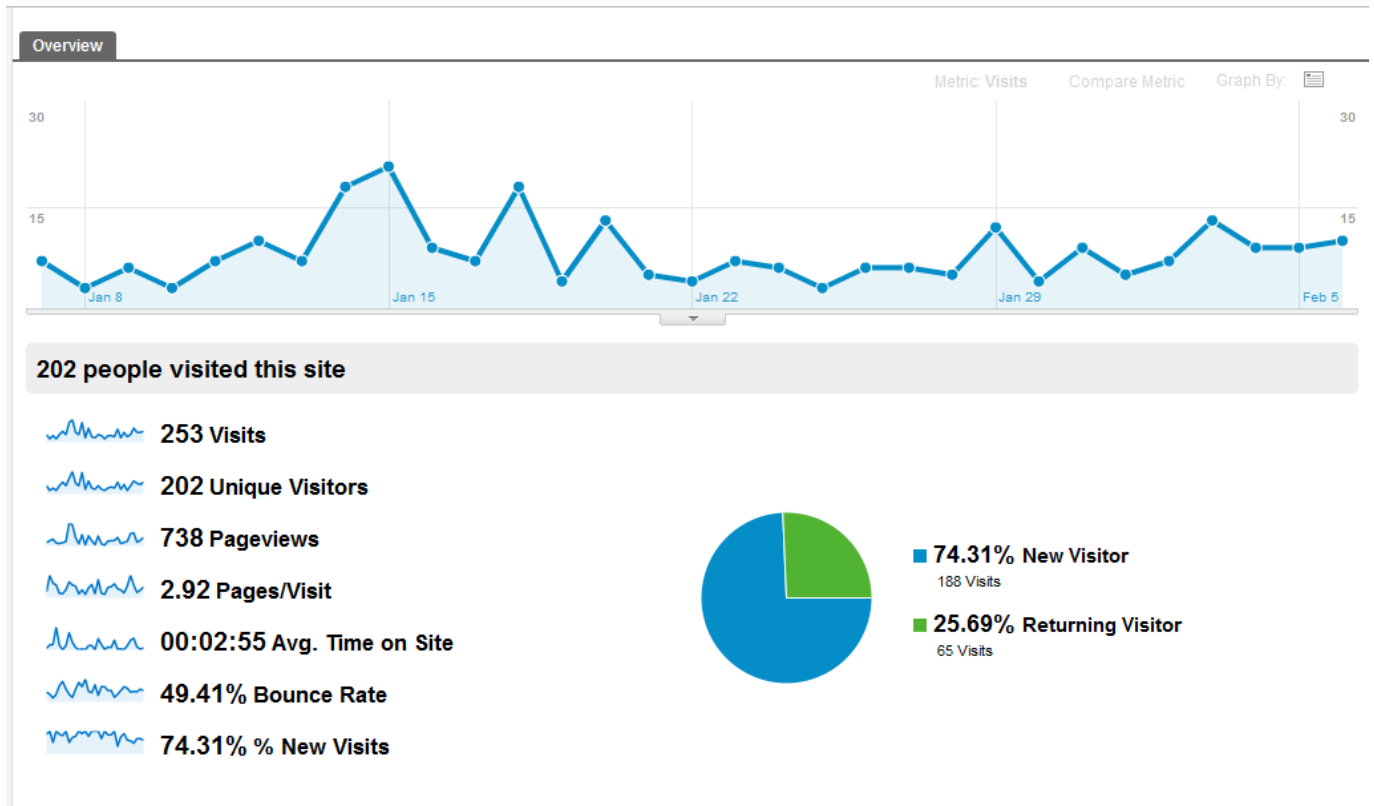 Overview
Metric: Visits Compare Metric Graph By:
30 30
15 15
Jan 8 Jan 15 Jan 22 Jan 29 Feb 5
202 people visited this site
253 Visits
202 Unique Visitors
738 Pageviews
2.92 Pages/Visit
00:02:55 Avg. Time on Site
49.41% Bounce Rate
74.31% % New Visits
74.31% New Visitor
188 Visits
25.69% Returning Visitor
65 Visits